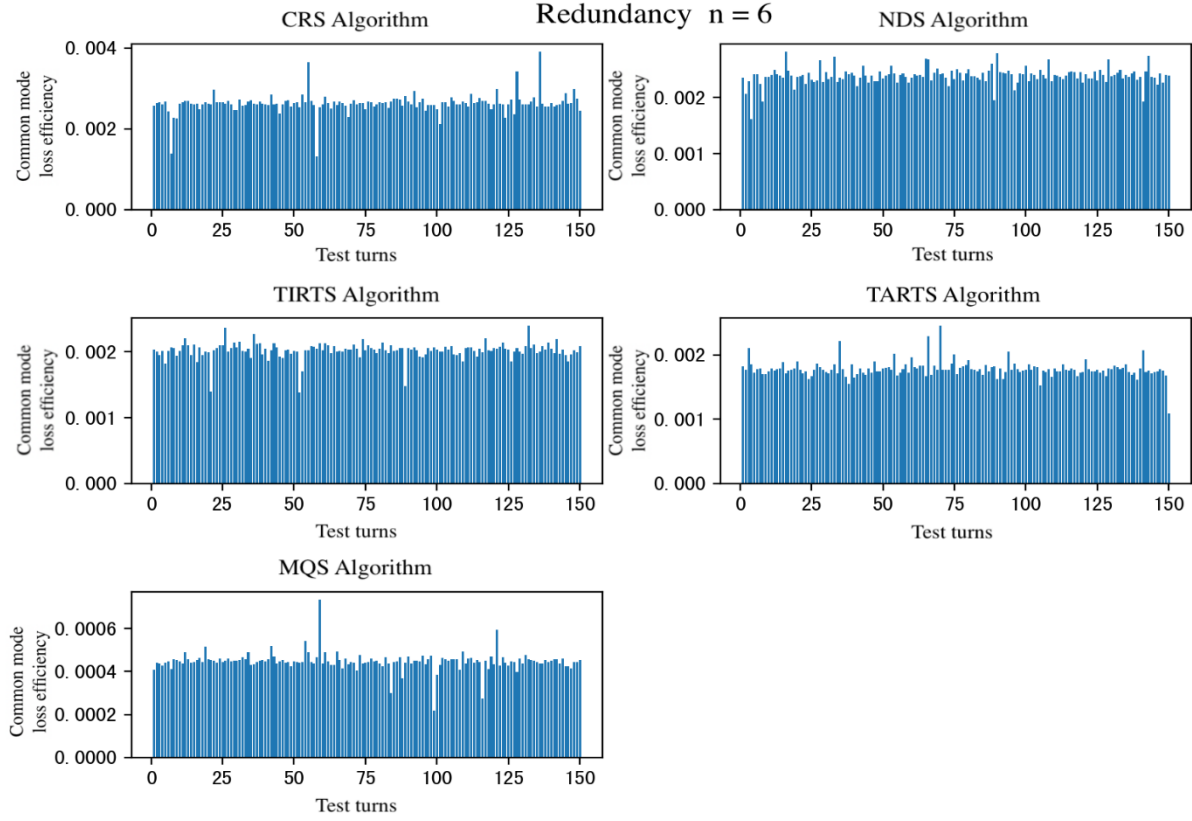 Redundancy n = 6
CRS Algorithm
Common mode
loss efficiency
0. 004
0. 002
0. 000
0 25 50 75 100 125 150
Test turns
NDS Algorithm
Common mode
loss efficiency
0. 002
0. 001
0. 000
0 25 50 75 100 125 150
Test turns
TIRTS Algorithm
Common mode
loss efficiency
0. 002
0. 001
0. 000
0 25 50 75 100 125 150
Test turns
TARTS Algorithm
Common mode
loss efficiency
0. 002
0. 001
0. 000
0 25 50 75 100 125 150
Test turns
MQS Algorithm
Common mode
loss efficiency
0. 0006
0. 0004
0. 0002
0. 0000
0 25 50 75 100 125 150
Test turns